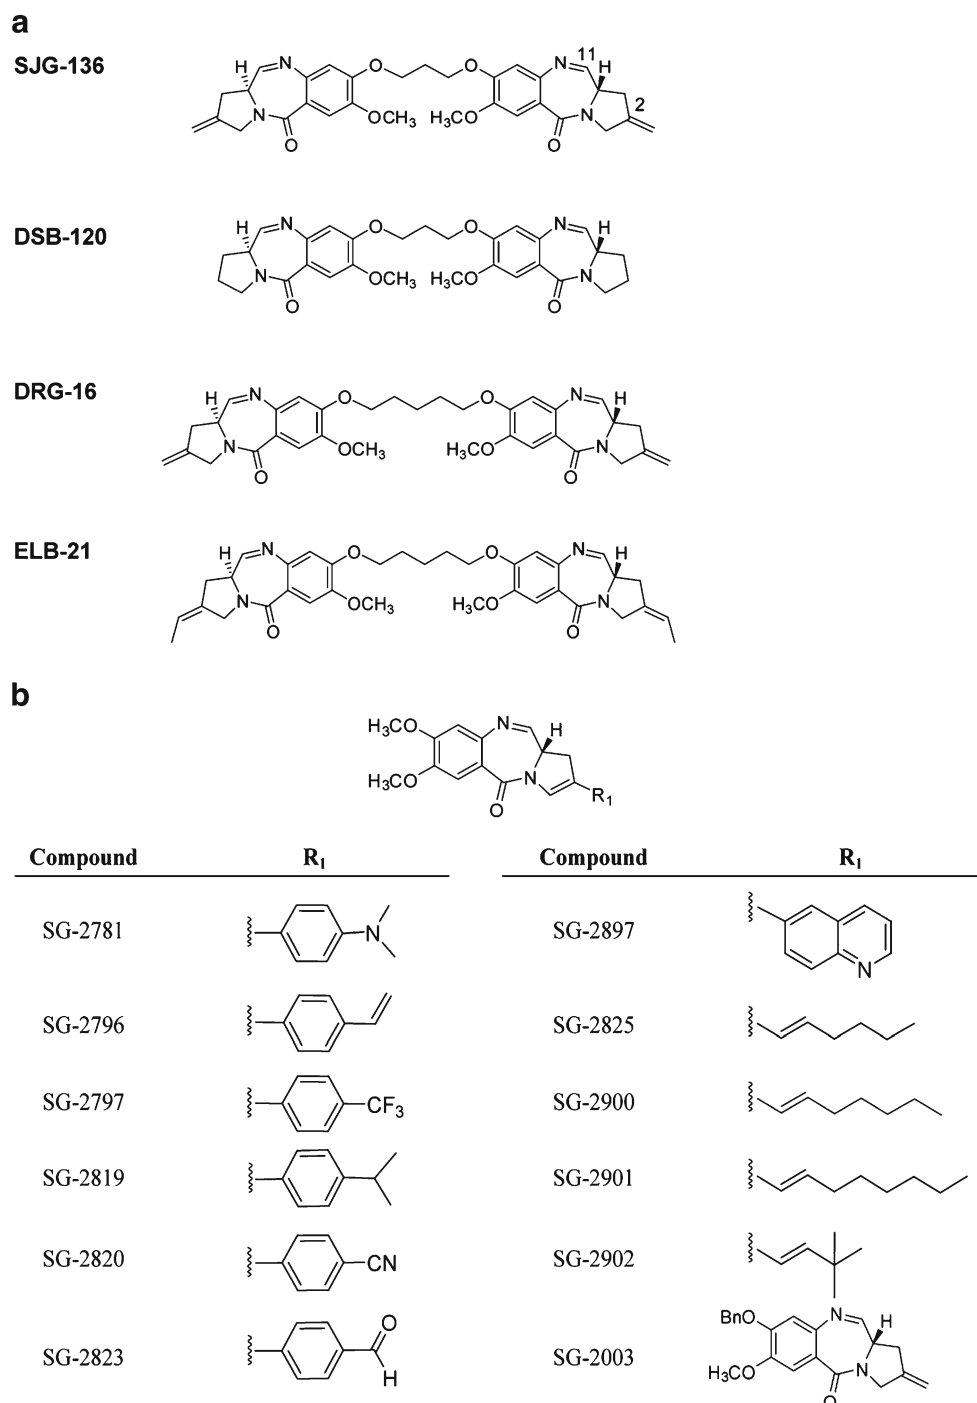 a
SJG-136
H N O O N 11 H
2
N OCH3 H3CO N
O O
DSB-120
H N O O N H
N OCH3 H3CO N
O O
DRG-16
H N O O N H
N OCH3 H3CO N
O O
ELB-21
H N O O N H
N OCH3 H3CO N
O O
b
H3CO N H
H3CO N R1
O
Compound R1 Compound R1
SG-2781 N SG-2897 N
SG-2796 SG-2825
SG-2797 CF3 SG-2900
SG-2819 SG-2901
SG-2820 CN SG-2902
SG-2823 O H SG-2003 BnO N H
H3CO N
O